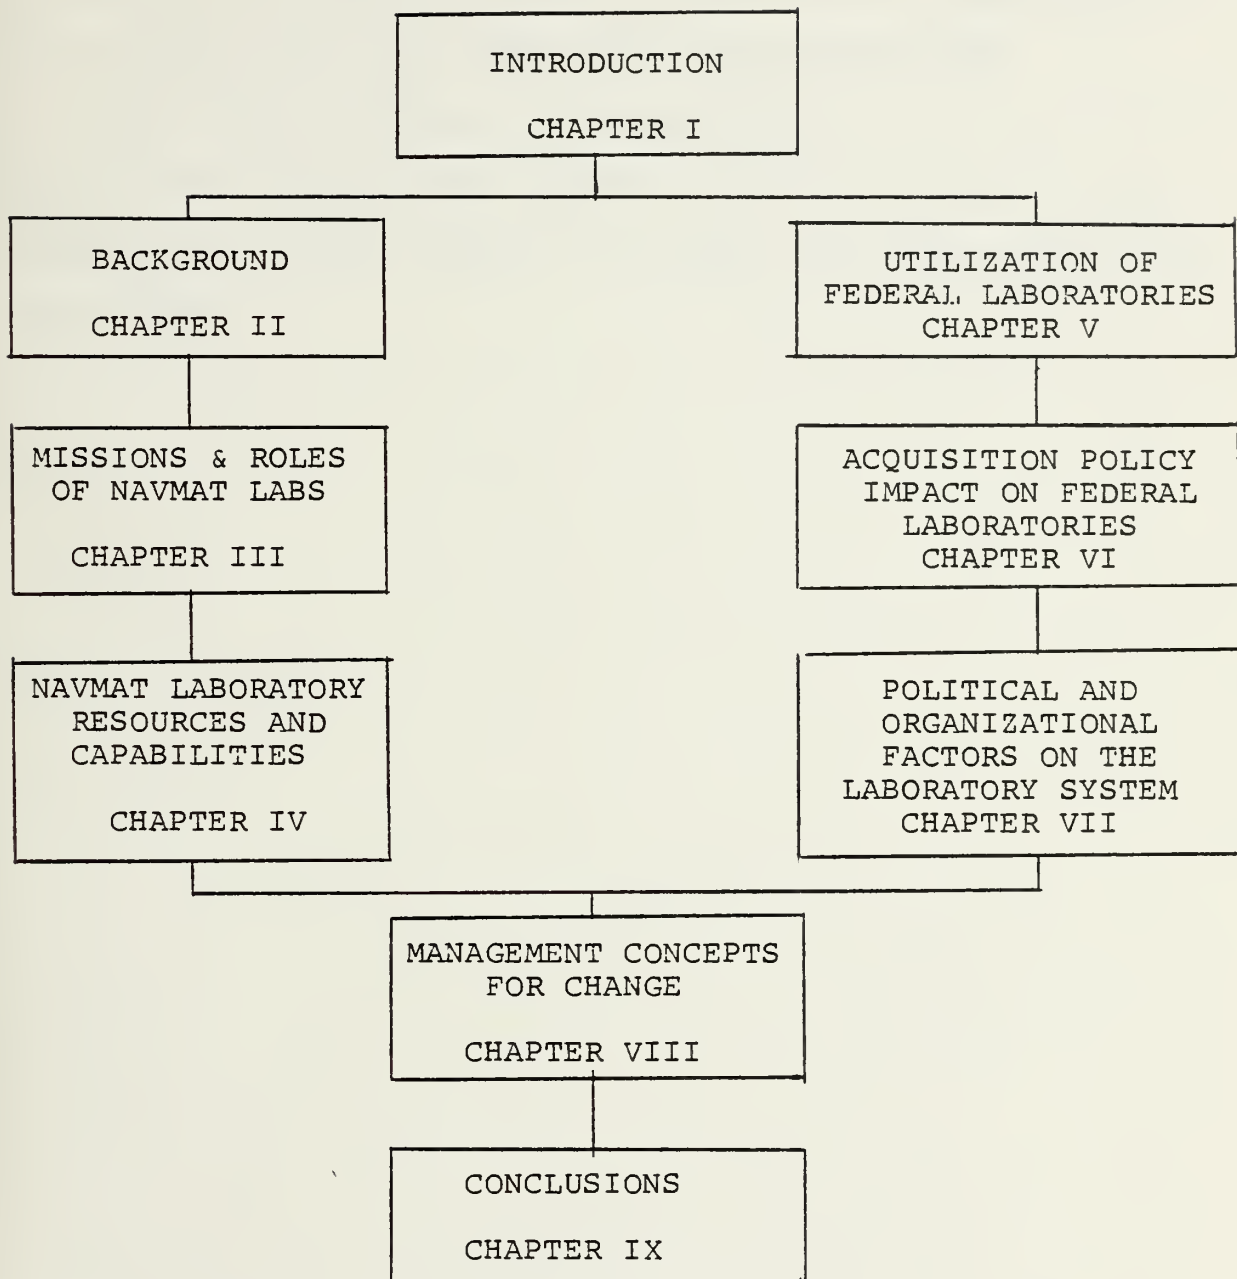 INTRODUCTION
CHAPTER I
BACKGROUND
CHAPTER II
UTILIZATION OF
FEDERAL LABORATORIES
CHAPTER V
MISSIONS & ROLES
OF NAVMAT LABS
CHAPTER III
ACQUISITION POLICY
IMPACT ON FEDERAL
LABORATORIES
CHAPTER VI
NAVMAT LABORATORY
RESOURCES AND
CAPABILITIES
CHAPTER IV
POLITICAL AND
ORGANIZATIONAL
FACTORS ON THE
LABORATORY SYSTEM
CHAPTER VII
MANAGEMENT CONCEPTS
FOR CHANGE
CHAPTER VIII
CONCLUSIONS
CHAPTER IX